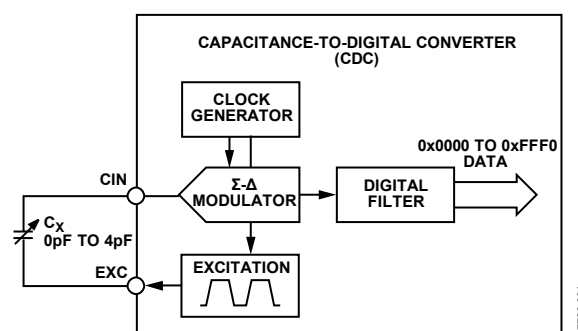 CAPACITANCE-TO-DIGITAL CONVERTER
(CDC)
CLOCK
GENERATOR
0x0000 TO 0xFFF0
DATA
CIN
Σ-Δ
MODULATOR
DIGITAL
FILTER
CX
0pF TO 4pF
EXC
EXCITATION